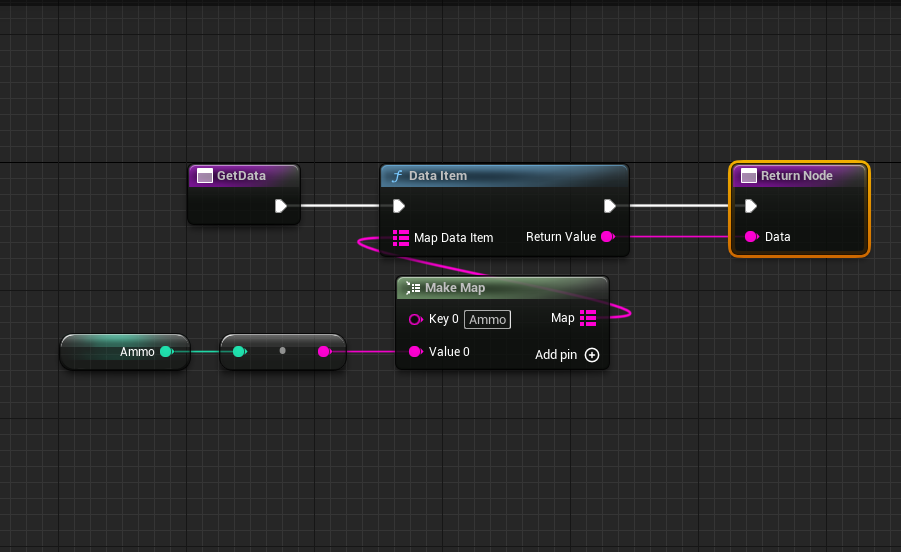 GetData
Data Item
Return Node
Map Data Item
Return Value
Data
Make Map
Key 0
Ammo
Map
Ammo
Value 0
Add pin